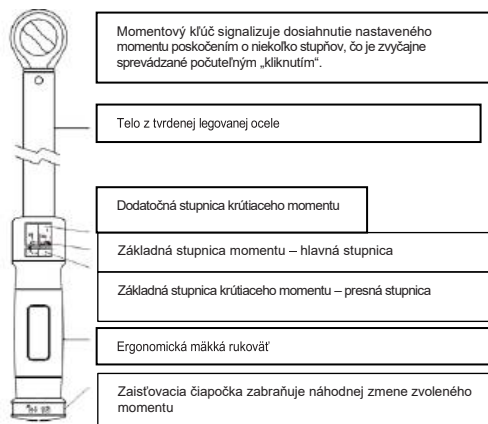 Momentový kľúč signalizuje dosiahnutie nastaveného
momentu poskočením o niekoľko stupňov, čo je zvyčajne
sprevádzané počuteľným „kliknutím“.
Telo z tvrdenej legovanej ocele
Dodatočná stupnica krútiaceho momentu
Základná stupnica momentu – hlavná stupnica
Základná stupnica krútiaceho momentu – presná stupnica
Ergonomická mäkká rukoväť
Zaisťovacia čiapočka zabraňuje náhodnej zmene zvoleného
momentu